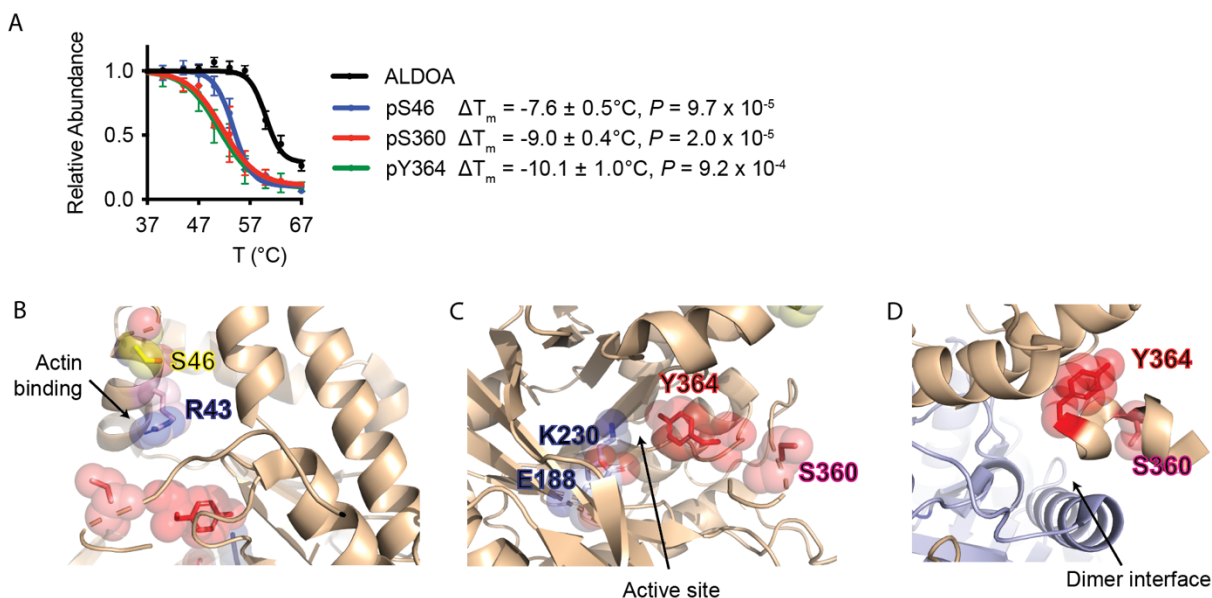 A
Relative Abundance
1.0
0.5
0.0
37 47 57 67
T (°C)
ALDOA
pS46 ΔTm = -7.6 ± 0.5°C, P = 9.7 x 10⁻⁵
pS360 ΔTm = -9.0 ± 0.4°C, P = 2.0 x 10⁻⁵
pY364 ΔTm = -10.1 ± 1.0°C, P = 9.2 x 10⁻⁴
B
Actin
binding
S46
R43
C
Y364
K230
E188
S360
Active site
D
Y364
S360
Dimer interface